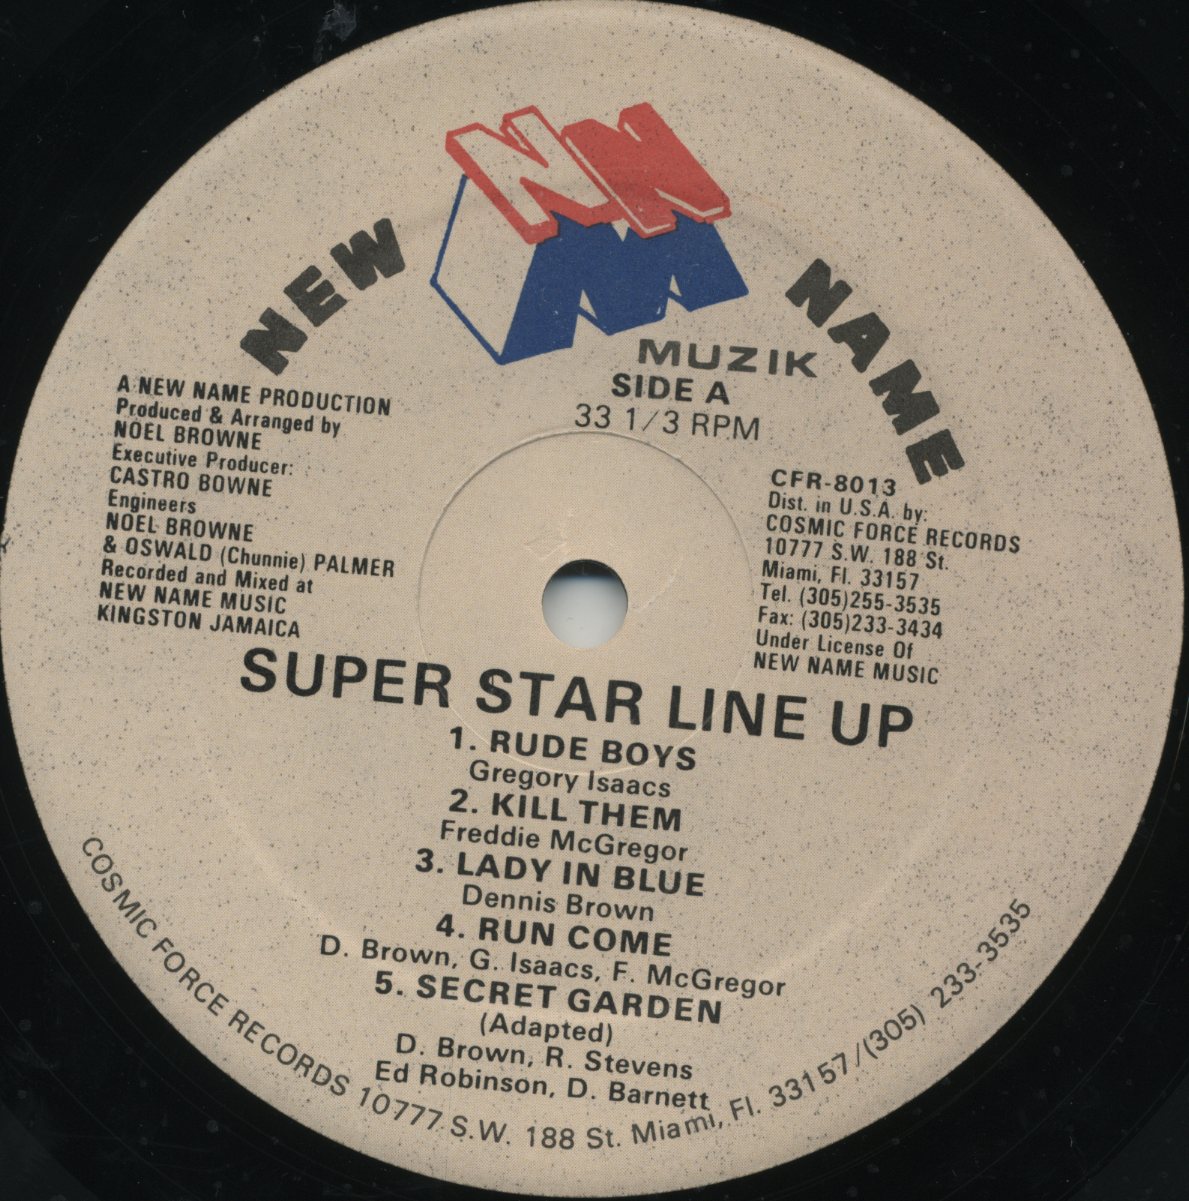 NEW
NAME
NNM
MUZIK
SIDE A
33 1/3 RPM
A NEW NAME PRODUCTION
Produced & Arranged by
NOEL BROWNE
Executive Producer:
CASTRO BOWNE
Engineers
NOEL BROWNE
& OSWALD (Chunnie) PALMER
Recorded and Mixed at
NEW NAME MUSIC
KINGSTON JAMAICA
CFR-8013
Dist. in U.S.A. by:
COSMIC FORCE RECORDS
10777 S.W. 188 St.
Miami, Fl. 33157
Tel. (305)255-3535
Fax: (305)233-3434
Under License Of
NEW NAME MUSIC
SUPER STAR LINE UP
1. RUDE BOYS
Gregory Isaacs
2. KILL THEM
Freddie McGregor
3. LADY IN BLUE
Dennis Brown
4. RUN COME
D. Brown, G. Isaacs, F. McGregor
5. SECRET GARDEN
(Adapted)
D. Brown, R. Stevens
Ed Robinson, D. Barnett
COSMIC FORCE RECORDS 10777 S.W. 188 St. Miami, Fl. 33157/(305) 233-3535